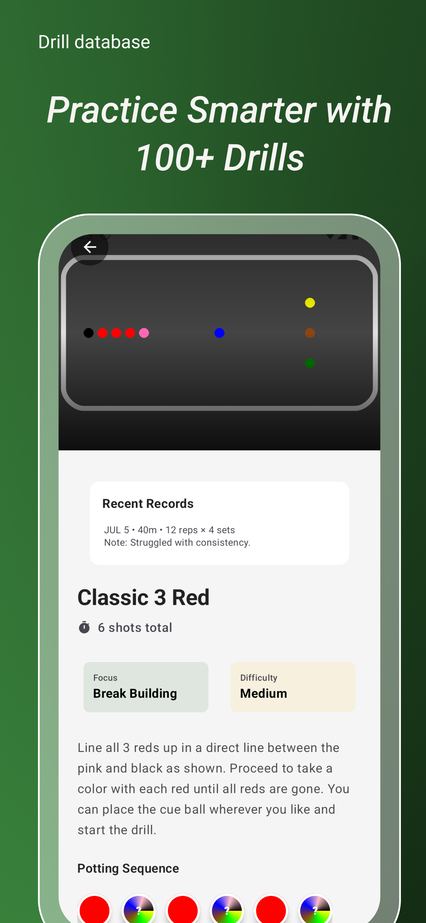 Drill database
Practice Smarter with
100+ Drills
Recent Records
JUL 5 • 40m • 12 reps × 4 sets
Note: Struggled with consistency.
Classic 3 Red
6 shots total
Focus
Break Building
Difficulty
Medium
Line all 3 reds up in a direct line between the
pink and black as shown. Proceed to take a
color with each red until all reds are gone. You
can place the cue ball wherever you like and
start the drill.
Potting Sequence